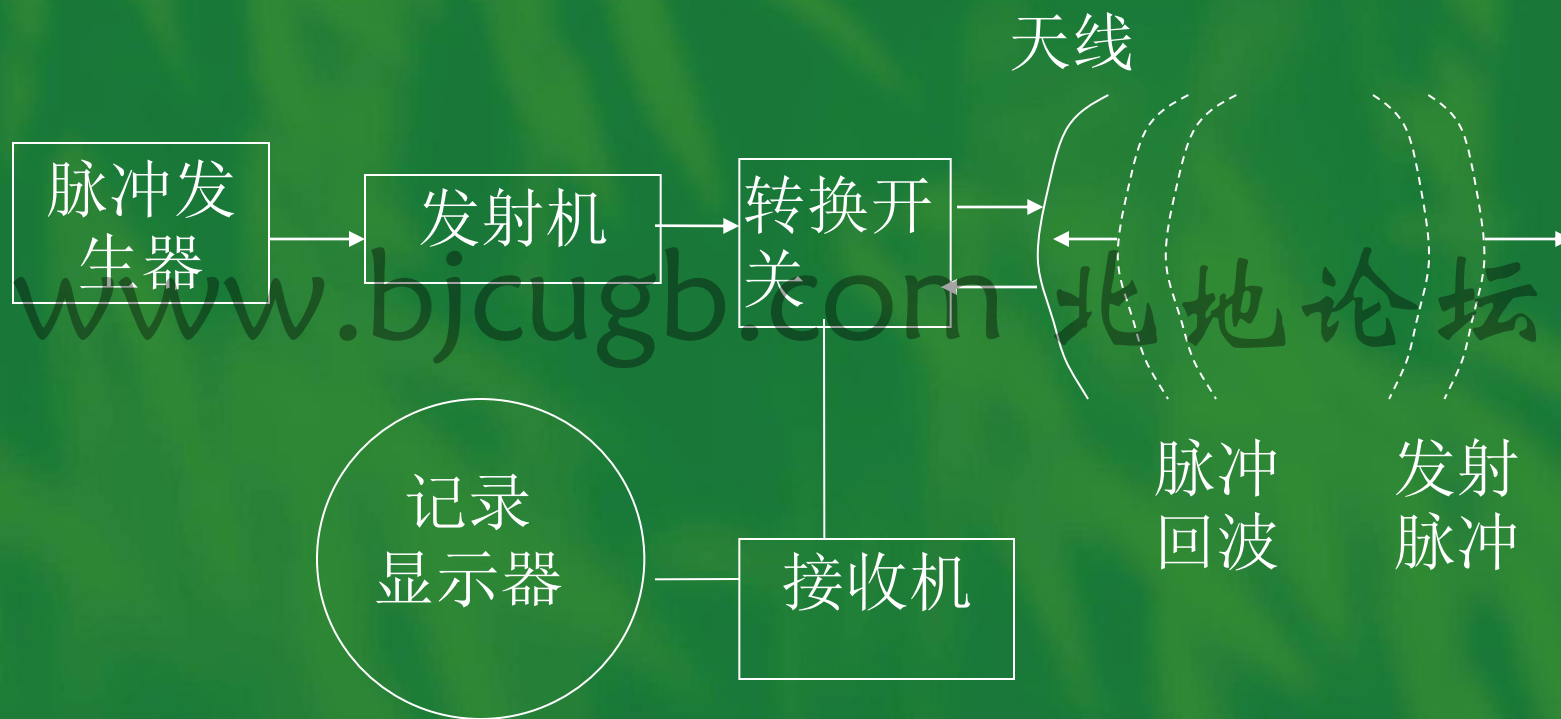 天线
脉冲发
生器
发射机
转换开
关
www.bjcugb.com 北地论坛
记录
显示器
接收机
脉冲
回波
发射
脉冲